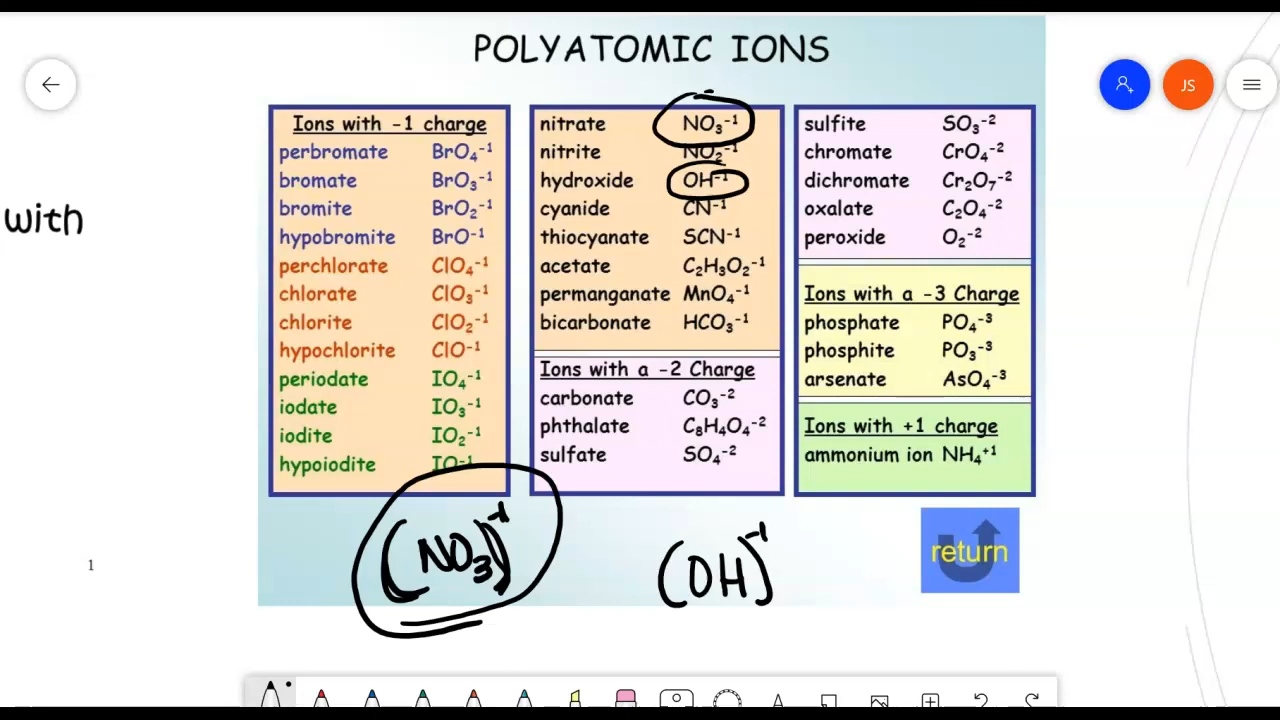 POLYATOMIC IONS
JS
with
Ions with -1 charge
perbromate BrO₄⁻¹
bromate BrO₃⁻¹
bromite BrO₂⁻¹
hypobromite BrO⁻¹
perchlorate ClO₄⁻¹
chlorate ClO₃⁻¹
chlorite ClO₂⁻¹
hypochlorite ClO⁻¹
periodate IO₄⁻¹
iodate IO₃⁻¹
iodite IO₂⁻¹
hypoiodite IO⁻¹
nitrate NO₃⁻¹
nitrite NO₂⁻¹
hydroxide OH⁻¹
cyanide CN⁻¹
thiocyanate SCN⁻¹
acetate C₂H₃O₂⁻¹
permanganate MnO₄⁻¹
bicarbonate HCO₃⁻¹
Ions with a -2 Charge
carbonate CO₃⁻²
phthalate C₈H₄O₄⁻²
sulfate SO₄⁻²
sulfite SO₃⁻²
chromate CrO₄⁻²
dichromate Cr₂O₇⁻²
oxalate C₂O₄⁻²
peroxide O₂⁻²
Ions with a -3 Charge
phosphate PO₄⁻³
phosphite PO₃⁻³
arsenate AsO₄⁻³
Ions with +1 charge
ammonium ion NH₄⁺¹
(NO₃)⁻¹
(OH)⁻¹
return
1